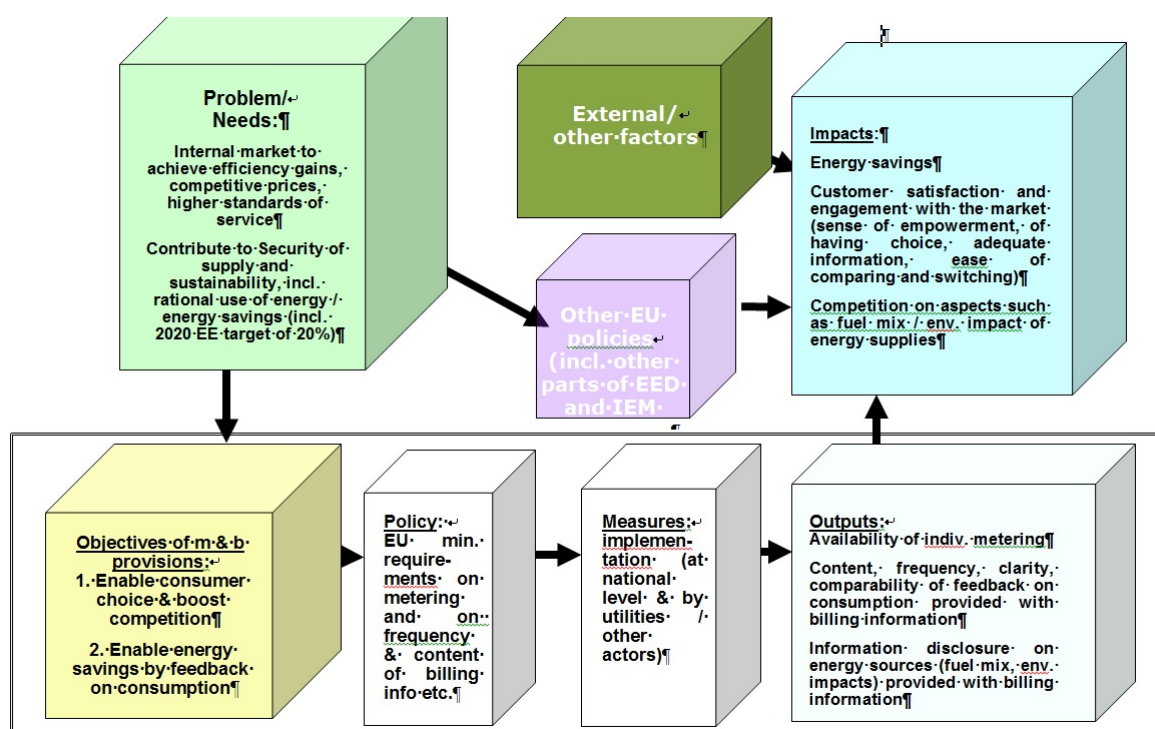 Problem/
Needs:
Internal market to
achieve efficiency gains,
competitive prices,
higher standards of
service
Contribute to Security of
supply and
sustainability, incl.
rational use of energy /
energy savings (incl.
2020 EE target of 20%)
External/
other factors
Other EU
policies
(incl. other
parts of EED
and IEM
Impacts:
Energy savings
Customer satisfaction and
engagement with the market
(sense of empowerment, of
having choice, adequate
information, ease of
comparing and switching)
Competition on aspects such
as fuel mix / env. impact of
energy supplies
Objectives of m & b
provisions:
1. Enable consumer
choice & boost
competition
2. Enable energy
savings by feedback
on consumption
Policy:
EU min.
require-
ments on
metering
and on
frequency
& content
of billing
info etc.
Measures:
implemen-
tation (at
national
level & by
utilities /
other
actors)
Outputs:
Availability of indiv. metering
Content, frequency, clarity,
comparability of feedback on
consumption provided with
billing information
Information disclosure on
energy sources (fuel mix, env.
impacts) provided with billing
information